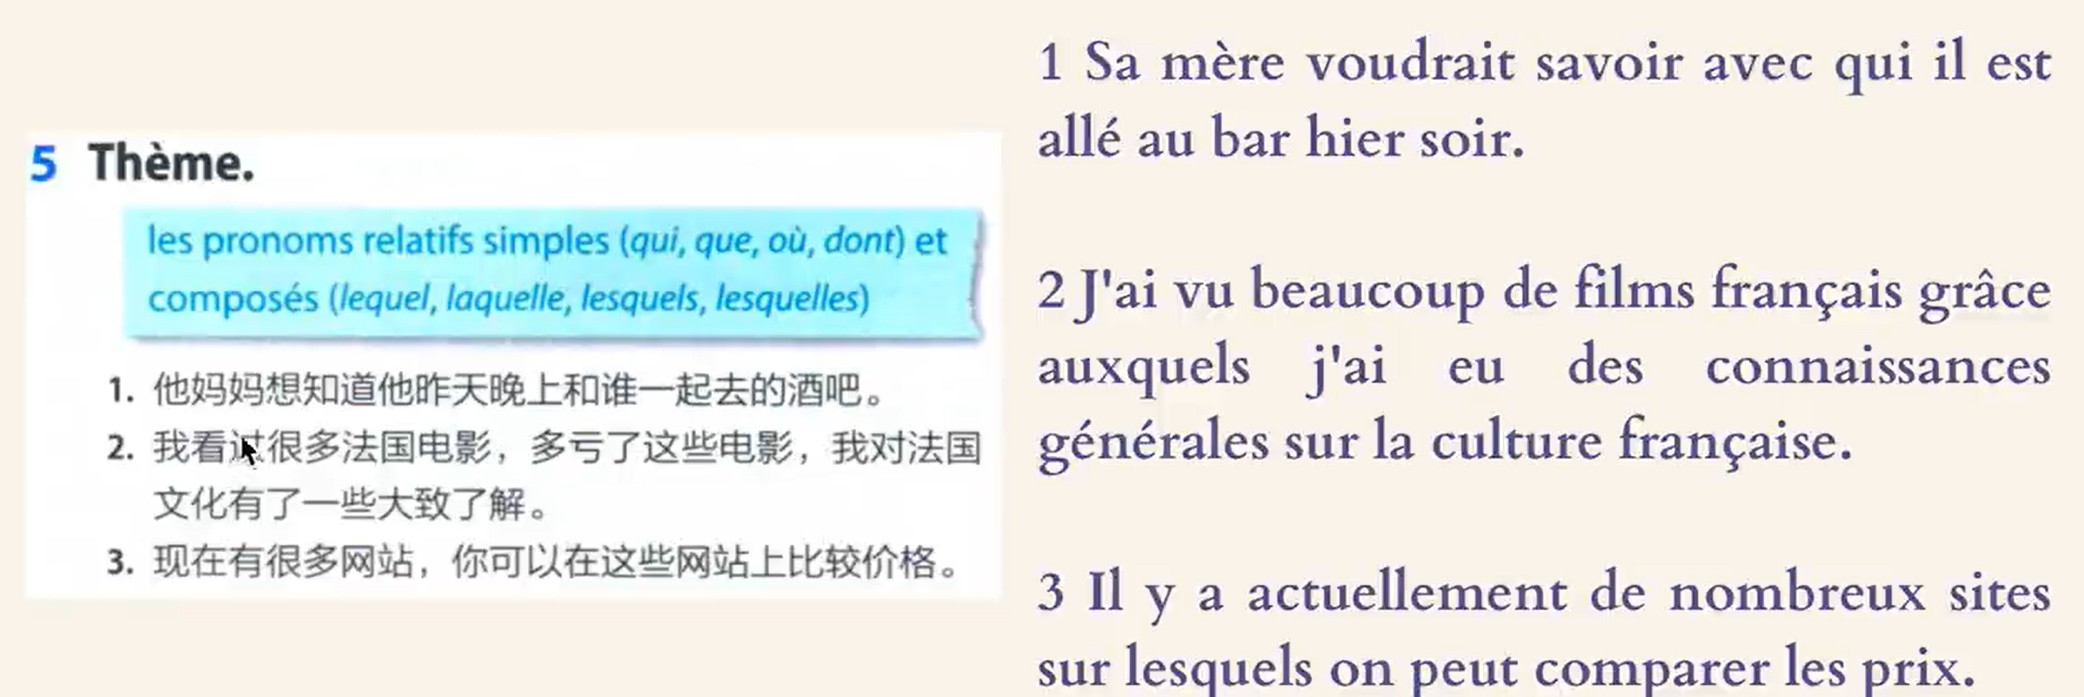 5 Thème.
les pronoms relatifs simples (qui, que, où, dont) et
composés (lequel, laquelle, lesquels, lesquelles)
1. 他妈妈想知道他昨天晚上和谁一起去的酒吧。
2. 我看过很多法国电影，多亏了这些电影，我对法国
文化有了一些大致了解。
3. 现在有很多网站，你可以在这些网站上比较价格。
1 Sa mère voudrait savoir avec qui il est
allé au bar hier soir.
2 J'ai vu beaucoup de films français grâce
auxquels j'ai eu des connaissances
générales sur la culture française.
3 Il y a actuellement de nombreux sites
sur lesquels on peut comparer les prix.